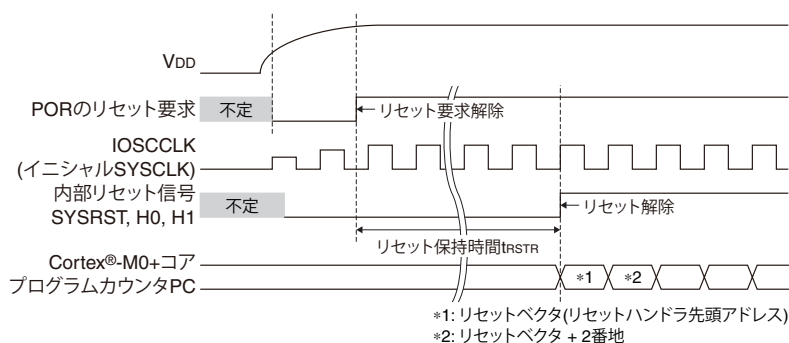 VDD
PORのリセット要求
不定
リセット要求解除
IOSCCLK
(イニシャルSYSCLK)
内部リセット信号
SYSRST, H0, H1
不定
リセット解除
リセット保持時間tRSTR
Cortex®-M0+コア
プログラムカウンタPC
*1
*2
*1: リセットベクタ(リセットハンドラ先頭アドレス)
*2: リセットベクタ + 2番地